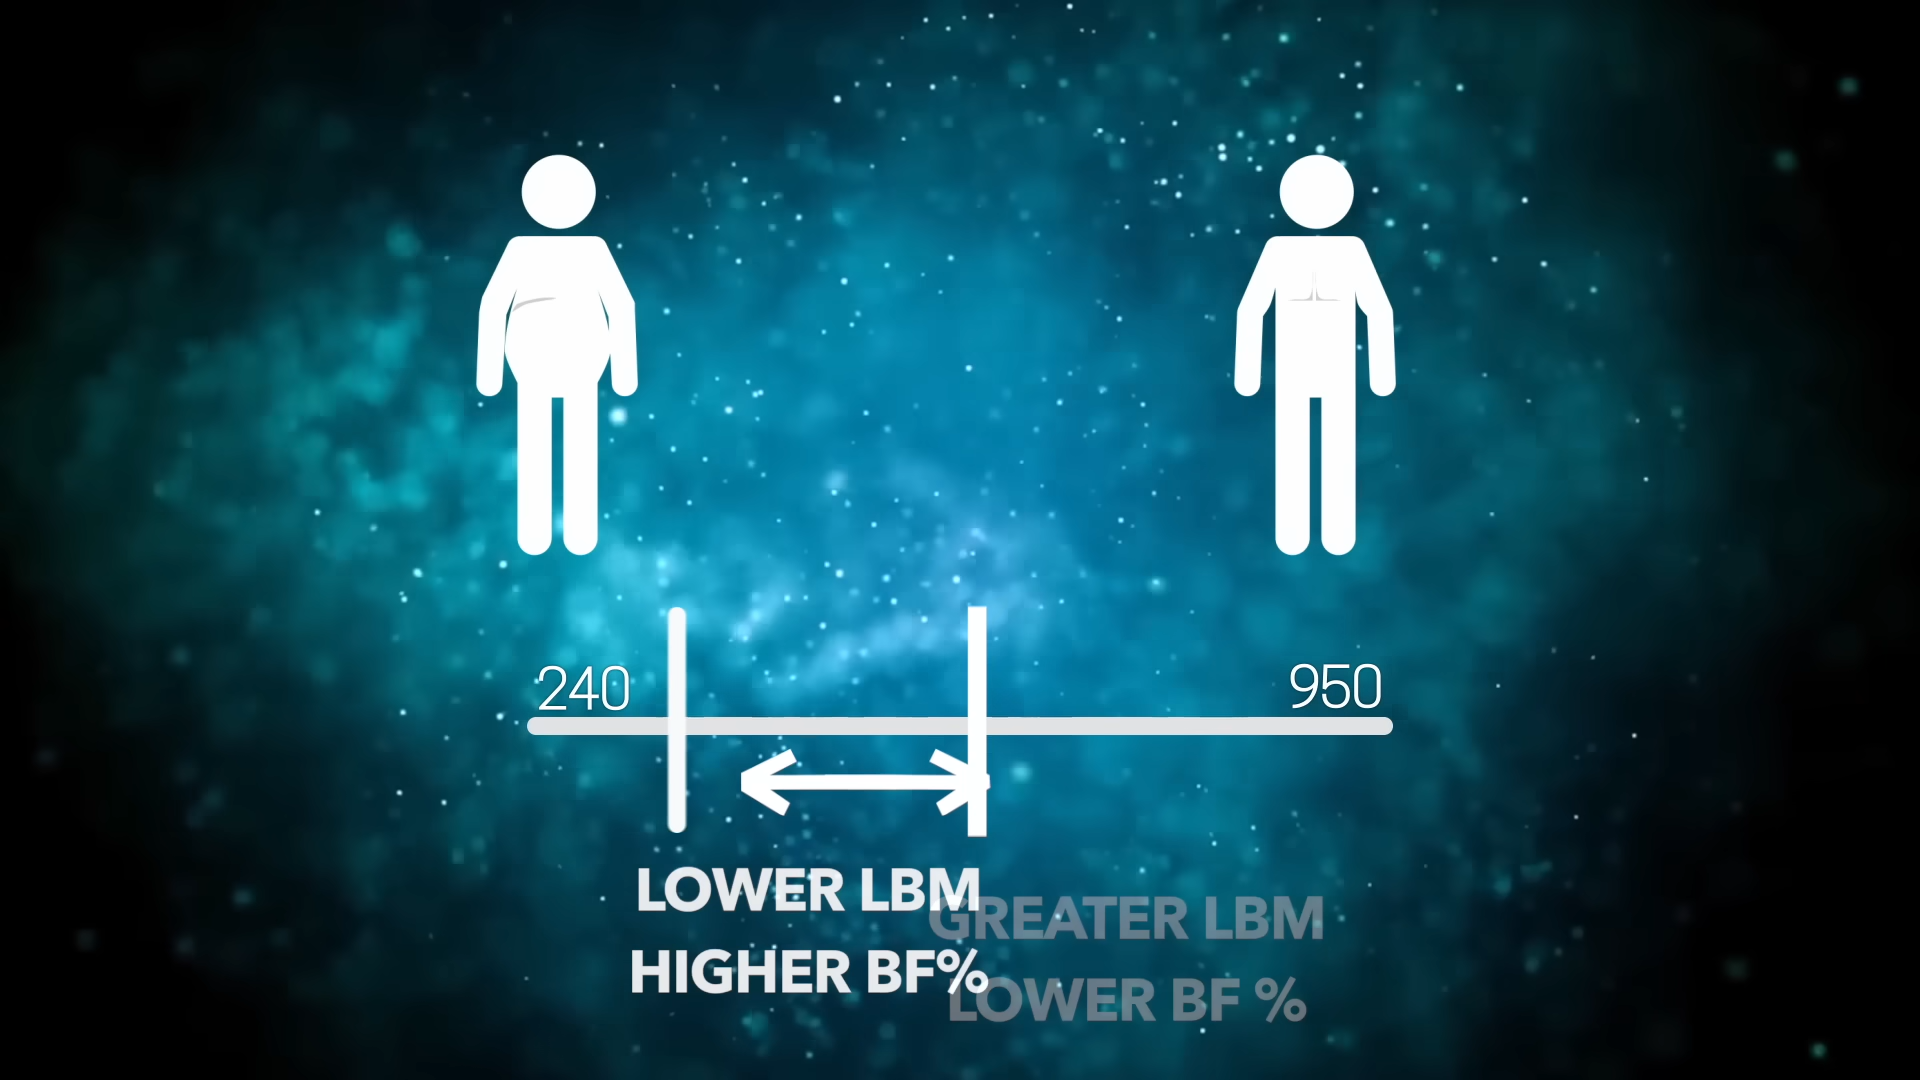 240
950
LOWER LBM
HIGHER BF%
GREATER LBM
LOWER BF %